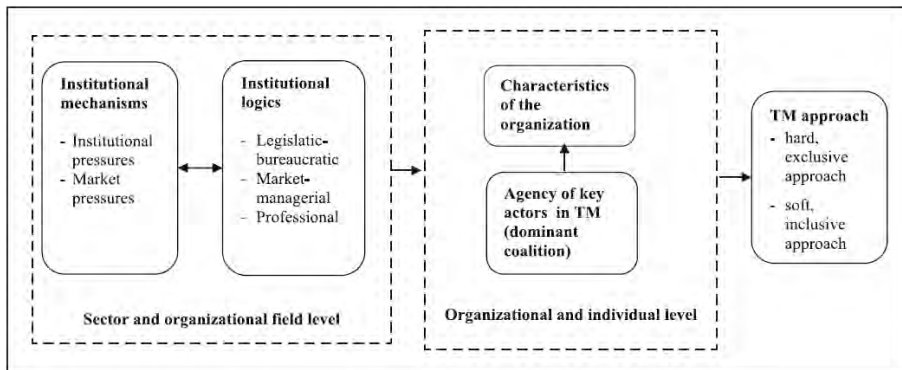 Institutional
mechanisms
- Institutional
pressures
- Market
pressures
Institutional
logics
- Legislatic-
bureaucratic
- Market-
managerial
- Professional
Sector and organizational field level
Characteristics
of the
organization
Agency of key
actors in TM
(dominant
coalition)
Organizational and individual level
TM approach
- hard,
exclusive
approach
- soft,
inclusive
approach